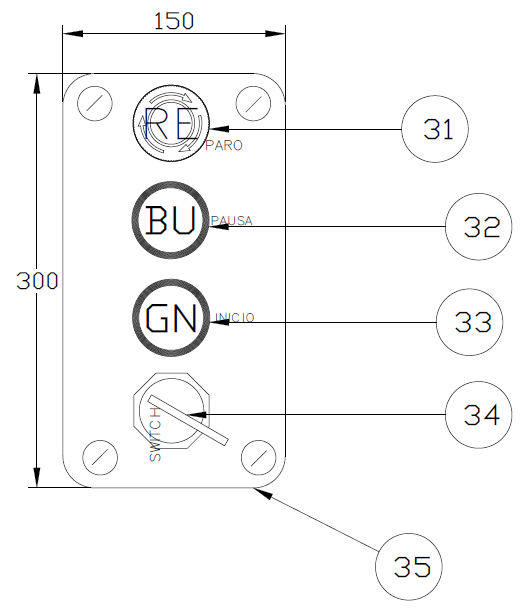 150
RE
31
PARO
BU
PAUSA
32
300
GN
INICIO
33
SWITCH
34
35